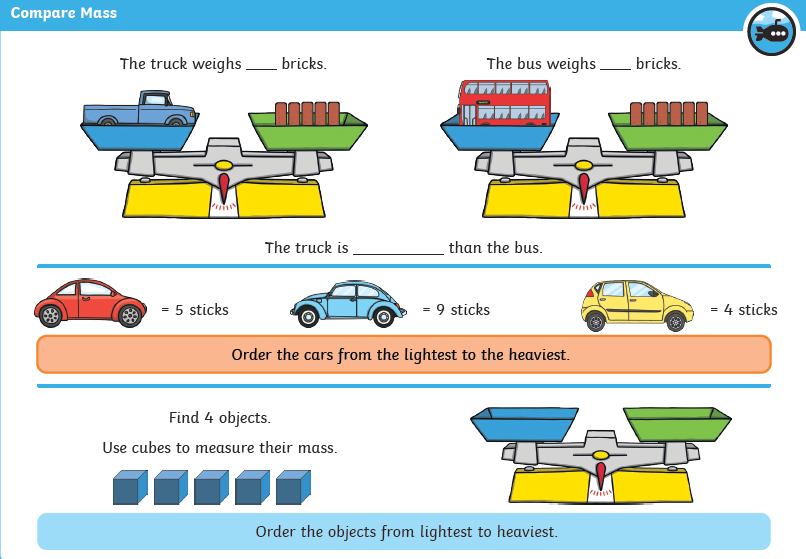 Compare Mass
The truck weighs ____ bricks.
The bus weighs ____ bricks.
The truck is ____________ than the bus.
= 5 sticks
= 9 sticks
= 4 sticks
Order the cars from the lightest to the heaviest.
Find 4 objects.
Use cubes to measure their mass.
Order the objects from lightest to heaviest.